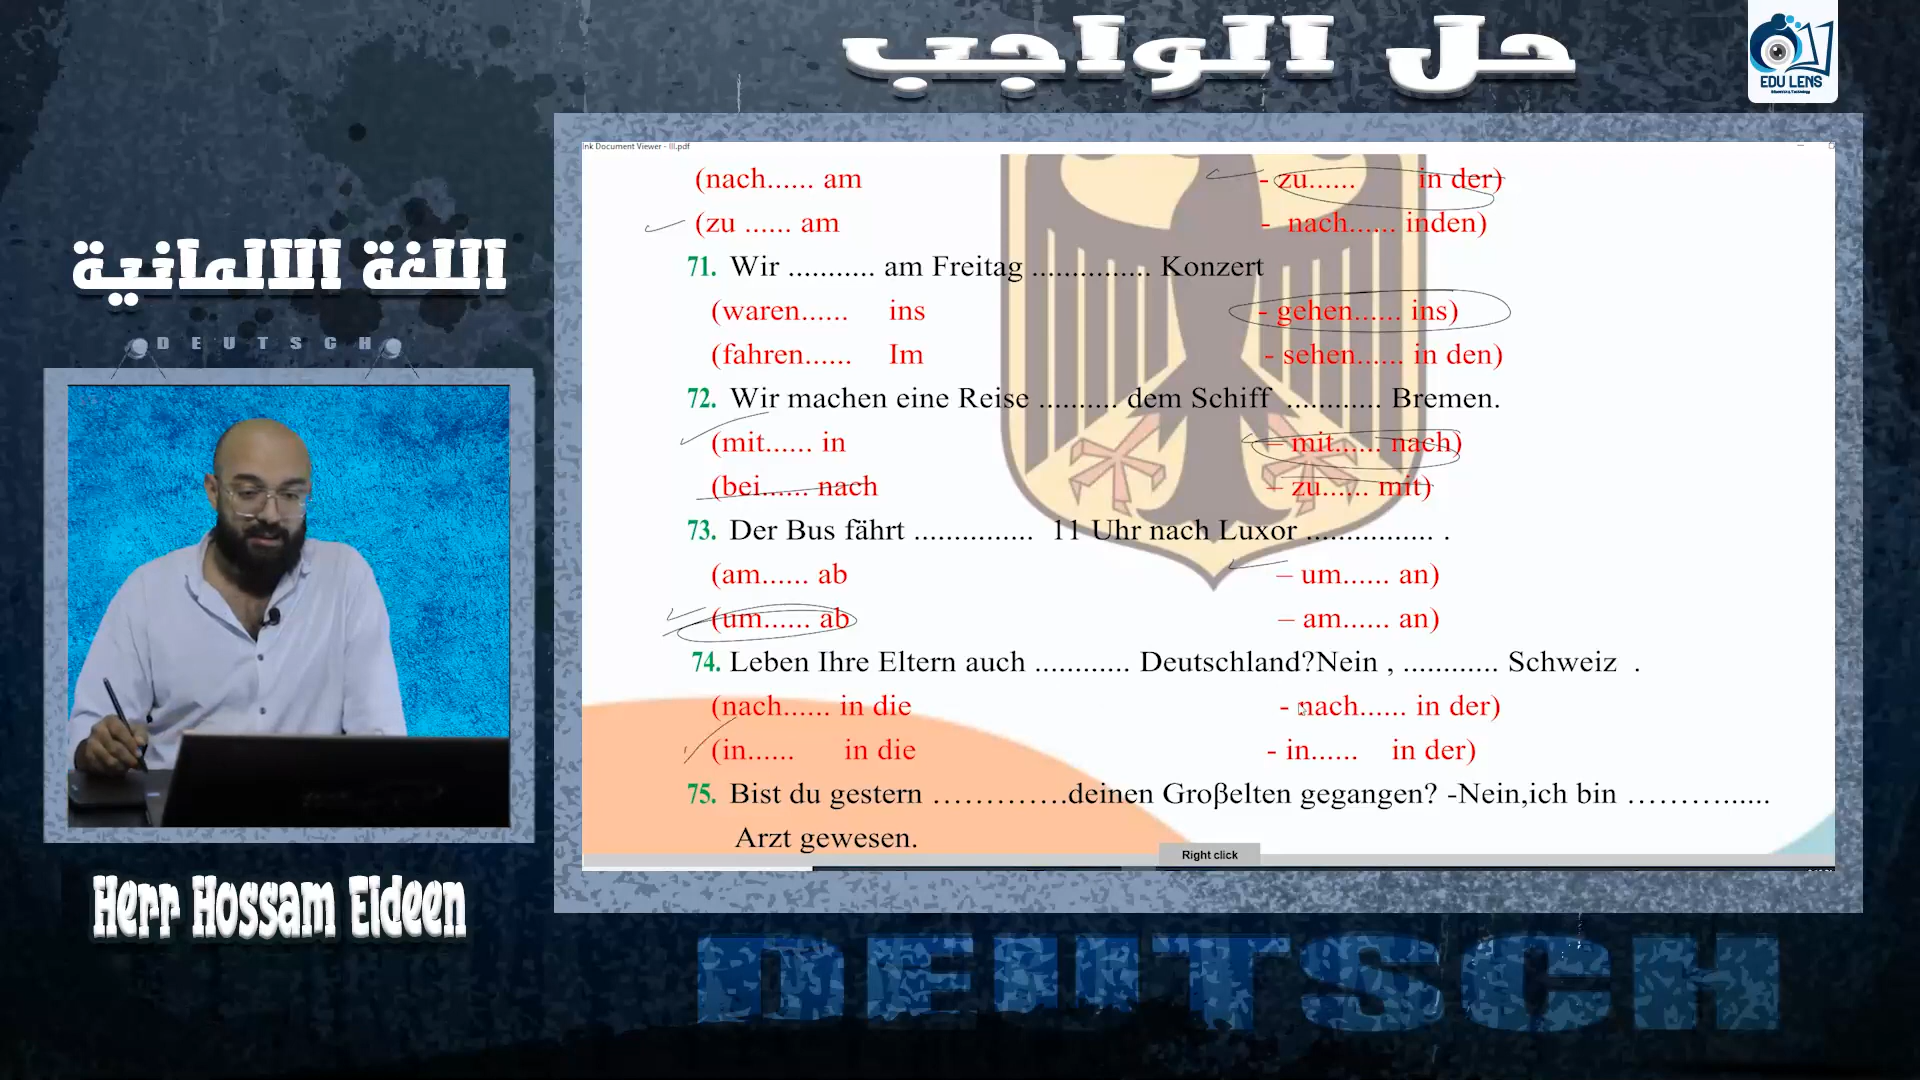 حل الواجب
EDU LENS
Ink Document Viewer - III.pdf
(nach...... am - zu...... in der)
(zu ...... am - nach...... inden)
71. Wir ........... am Freitag ............... Konzert
(waren...... ins - gehen...... ins)
(fahren...... Im - sehen...... in den)
72. Wir machen eine Reise .......... dem Schiff ............ Bremen.
(mit...... in – mit...... nach)
(bei...... nach – zu...... mit)
73. Der Bus fährt ............... 11 Uhr nach Luxor ................ .
(am...... ab – um...... an)
(um...... ab – am...... an)
74. Leben Ihre Eltern auch ............ Deutschland?Nein , ............ Schweiz .
(nach...... in die - nach...... in der)
(in...... in die - in...... in der)
75. Bist du gestern ………….deinen Groβelten gegangen? -Nein,ich bin ………......
Arzt gewesen.
Right click
اللغة الالمانية
DEUTSCH
Herr Hossam Eldeen
DEUTSCH